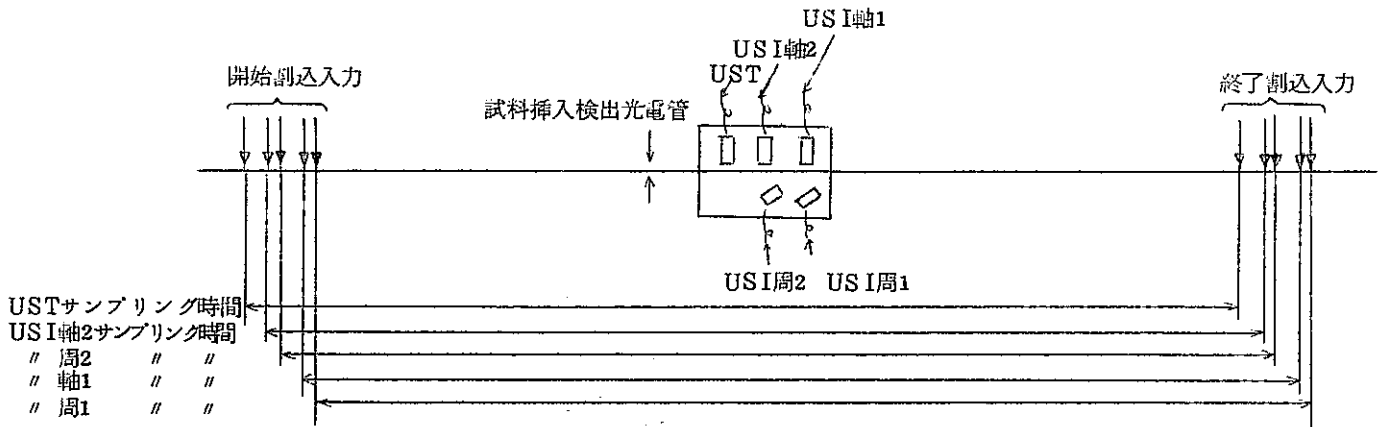 USI軸1
USI軸2
UST
開始割込入力
終了割込入力
試料挿入検出光電管
USI周2 USI周1
USTサンプリング時間
USI軸2サンプリング時間
〃 周2 〃 〃
〃 軸1 〃 〃
〃 周1 〃 〃